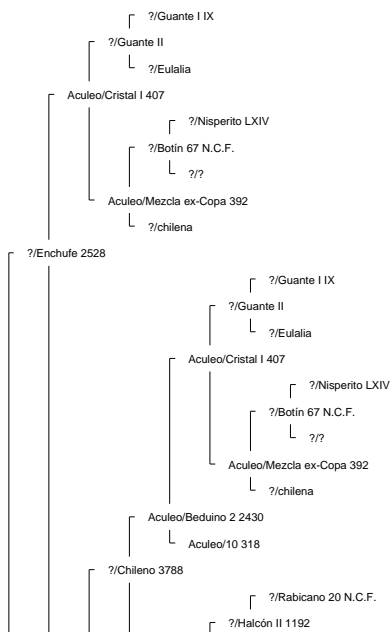 ?/Guante I IX
?/Guante II
?/Eulalia
Aculeo/Cristal I 407
?/Nisperito LXIV
?/Botín 67 N.C.F.
?/?
Aculeo/Mezcla ex-Copa 392
?/chilena
?/Enchufe 2528
?/Guante I IX
?/Guante II
?/Eulalia
Aculeo/Cristal I 407
?/Nisperito LXIV
?/Botín 67 N.C.F.
?/?
Aculeo/Mezcla ex-Copa 392
?/chilena
Aculeo/Beduino 2 2430
Aculeo/10 318
?/Chileno 3788
?/Rabicano 20 N.C.F.
?/Halcón II 1192